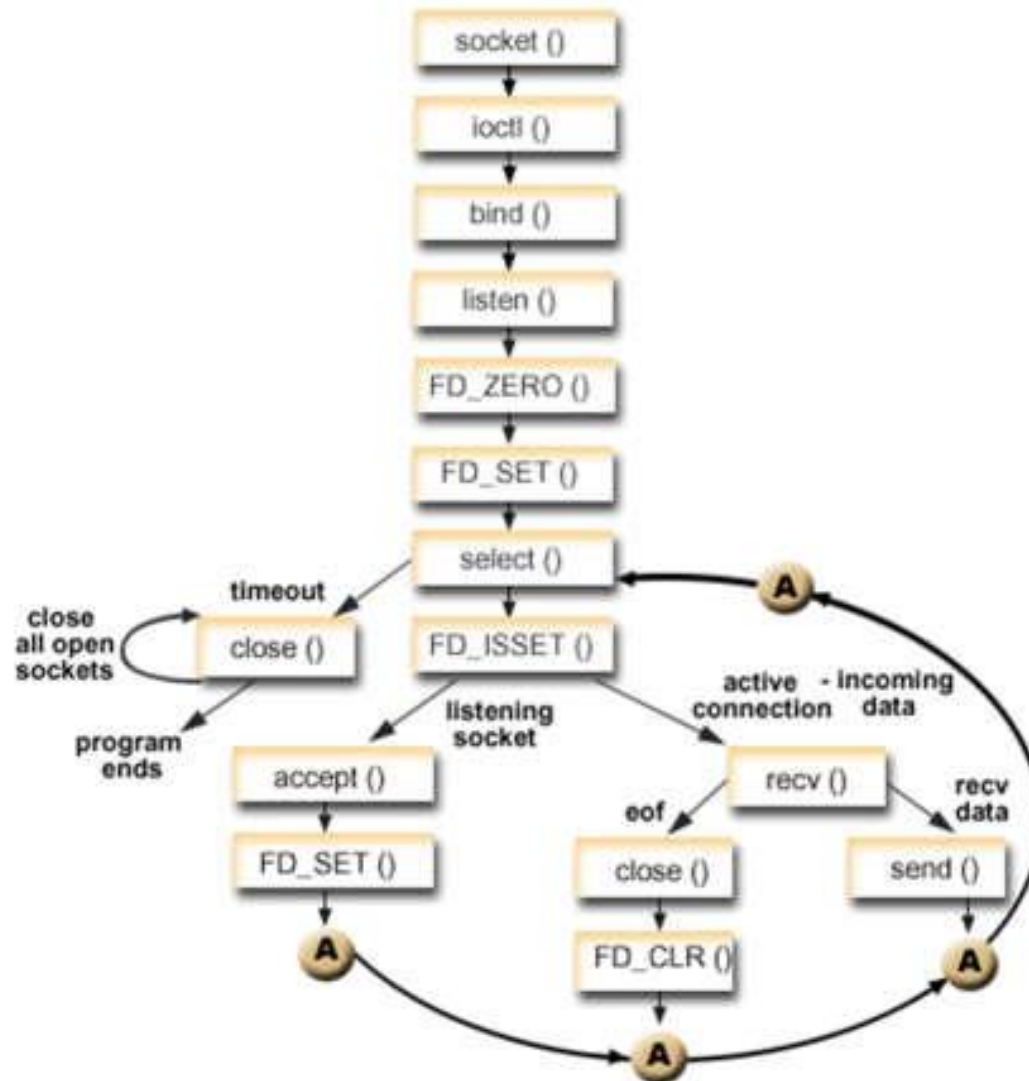 socket ()
ioctl ()
bind ()
listen ()
FD_ZERO ()
FD_SET ()
select ()
A
timeout
close
all open
sockets
close ()
FD_ISSET ()
program
ends
listening
socket
active
connection
- incoming
data
accept ()
recv ()
eof
recv
data
FD_SET ()
close ()
send ()
A
FD_CLR ()
A
A